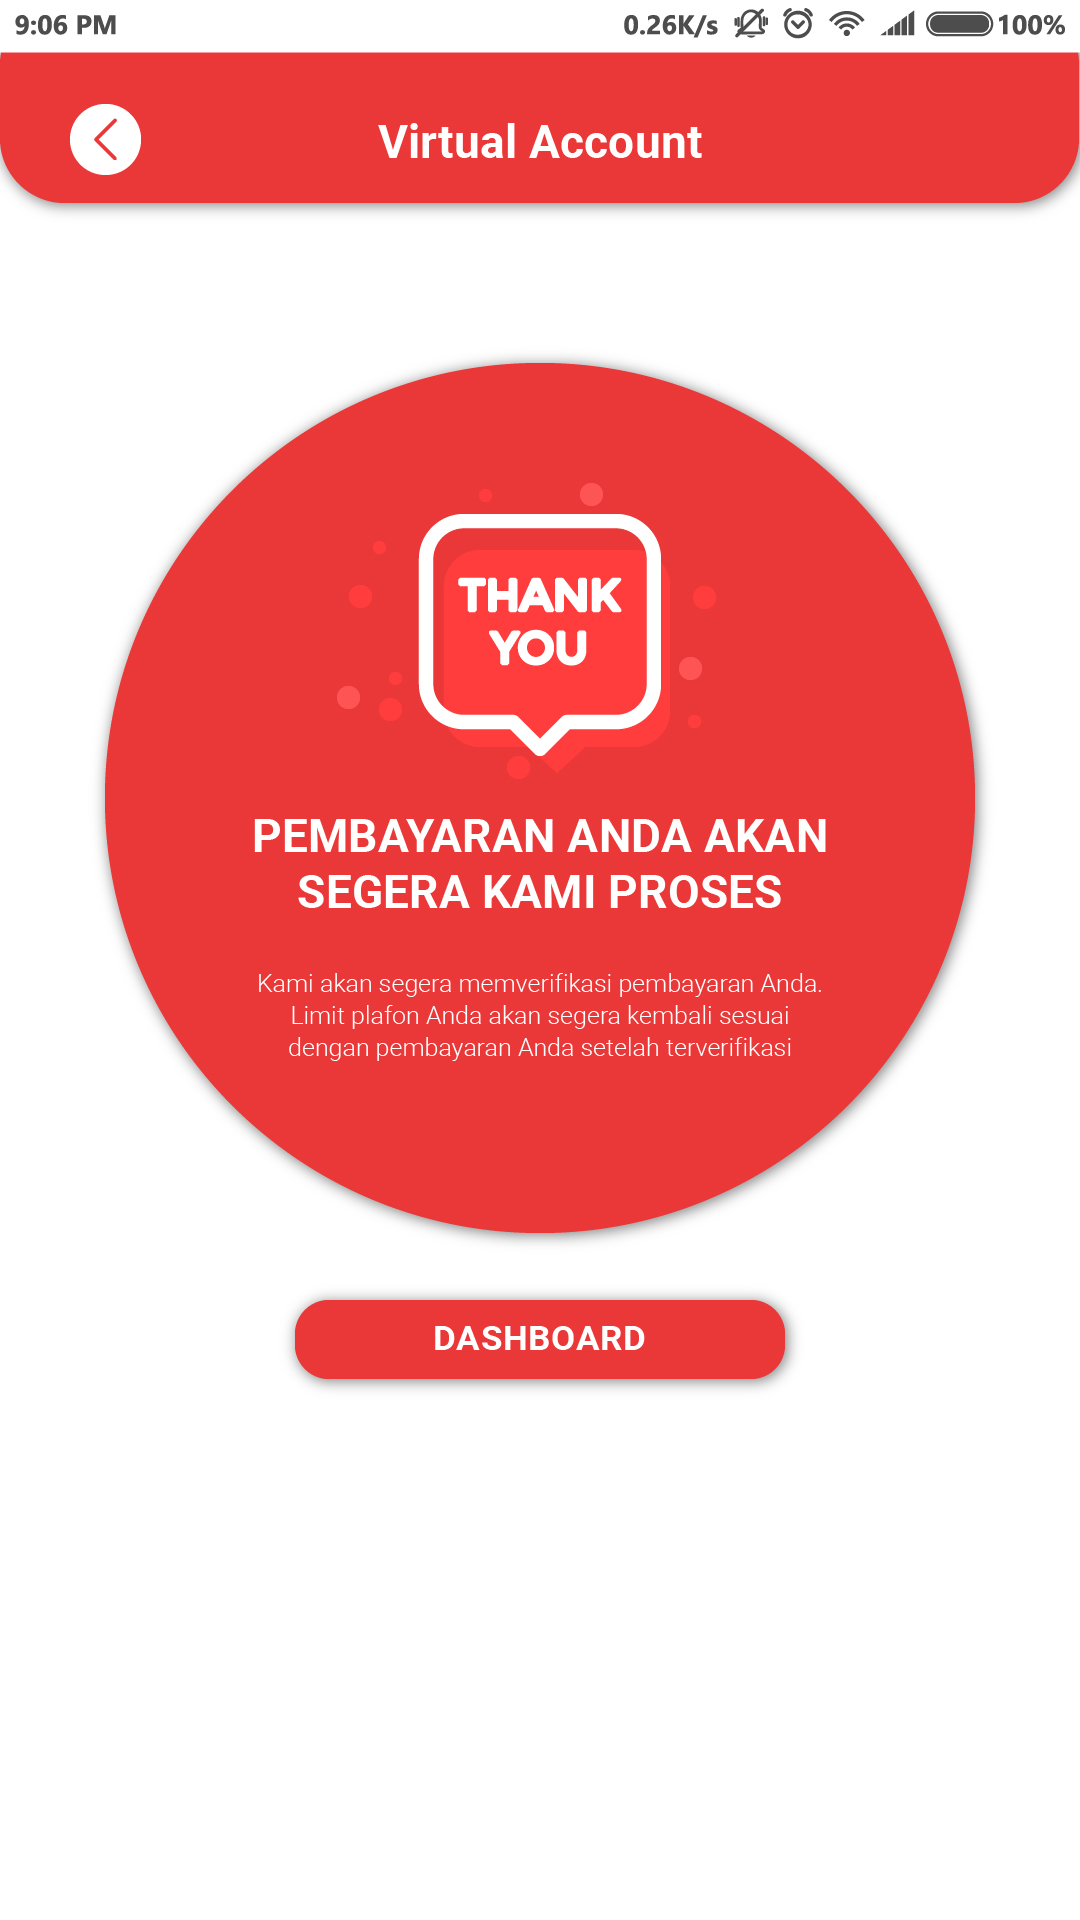 9:06 PM 0.26K/s 100%
Virtual Account
THANK
YOU
PEMBAYARAN ANDA AKAN
SEGERA KAMI PROSES
Kami akan segera memverifikasi pembayaran Anda.
Limit plafon Anda akan segera kembali sesuai
dengan pembayaran Anda setelah terverifikasi
DASHBOARD